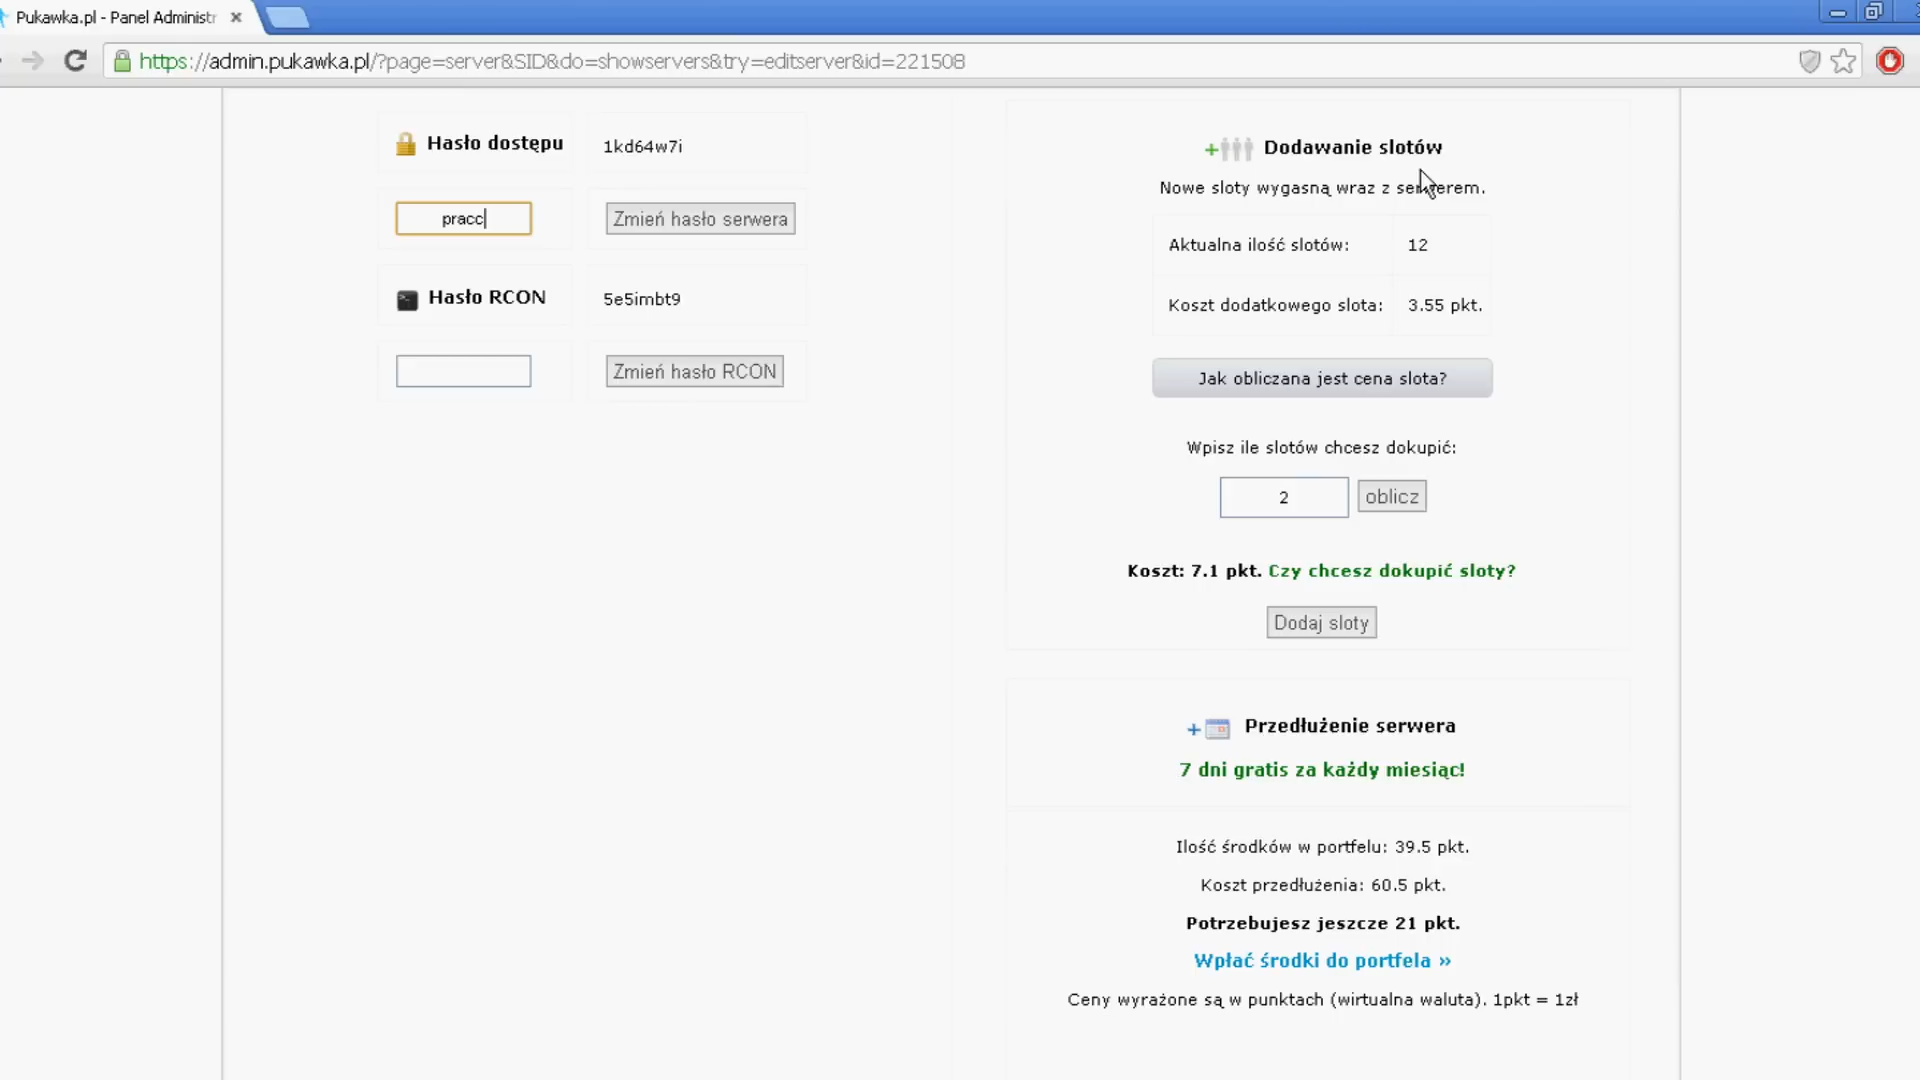 Pukawka.pl - Panel Administr
https://admin.pukawka.pl/?page=server&SID&do=showservers&try=editserver&id=221508
Hasło dostępu
1kd64w7i
pracc
Zmień hasło serwera
Hasło RCON
5e5imbt9
Zmień hasło RCON
Dodawanie slotów
Nowe sloty wygasną wraz z serwerem.
Aktualna ilość slotów: 12
Koszt dodatkowego slota: 3.55 pkt.
Jak obliczana jest cena slota?
Wpisz ile slotów chcesz dokupić:
2 oblicz
Koszt: 7.1 pkt. Czy chcesz dokupić sloty?
Dodaj sloty
Przedłużenie serwera
7 dni gratis za każdy miesiąc!
Ilość środków w portfelu: 39.5 pkt.
Koszt przedłużenia: 60.5 pkt.
Potrzebujesz jeszcze 21 pkt.
Wpłać środki do portfela »
Ceny wyrażone są w punktach (wirtualna waluta). 1pkt = 1zł